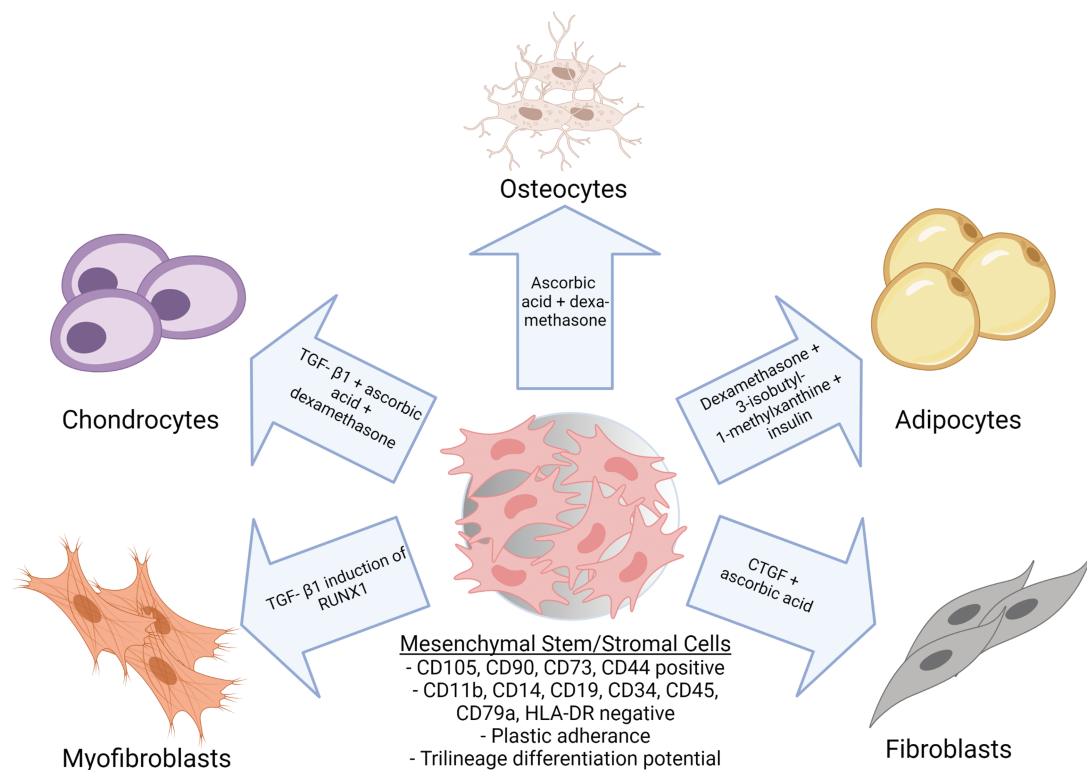 Osteocytes
Ascorbic
acid + dexa-
methasone
TGF- β1 + ascorbic
acid +
dexamethasone
Chondrocytes
Dexamethasone +
3-isobutyl-
1-methylxanthine +
insulin
Adipocytes
TGF- β1 induction of
RUNX1
Myofibroblasts
CTGF +
ascorbic acid
Fibroblasts
Mesenchymal Stem/Stromal Cells
- CD105, CD90, CD73, CD44 positive
- CD11b, CD14, CD19, CD34, CD45,
CD79a, HLA-DR negative
- Plastic adherance
- Trilineage differentiation potential